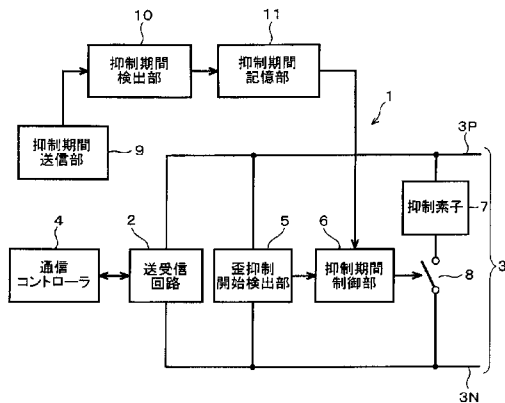 10
11
抑制期間
検出部
抑制期間
記憶部
1
抑制期間
送信部
9
3P
抑制素子
7
4
2
5
6
通信
コントローラ
送受信
回路
歪抑制
開始検出部
抑制期間
制御部
8
3
3N